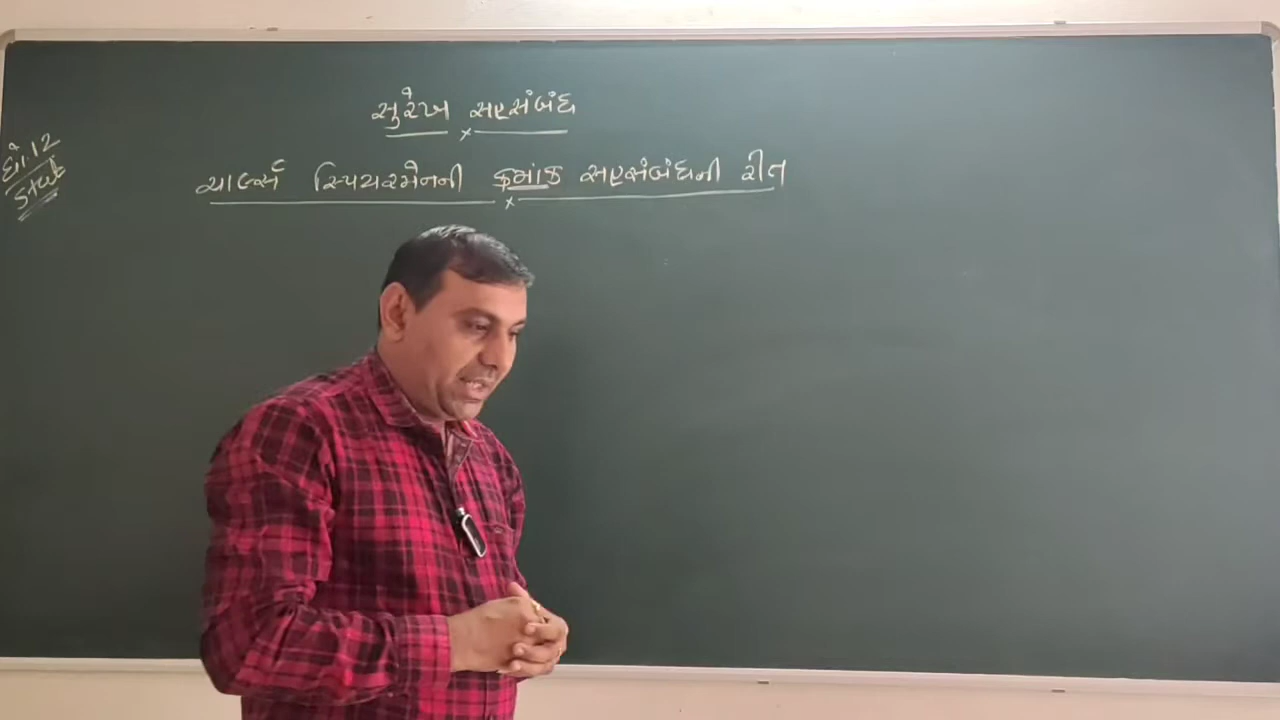 સુરેખ સહસંબંધ
ચાર્લ્સ સ્પિયરમેનની ક્રમાંક સહસંબંધની રીત
ધો.12
Stat